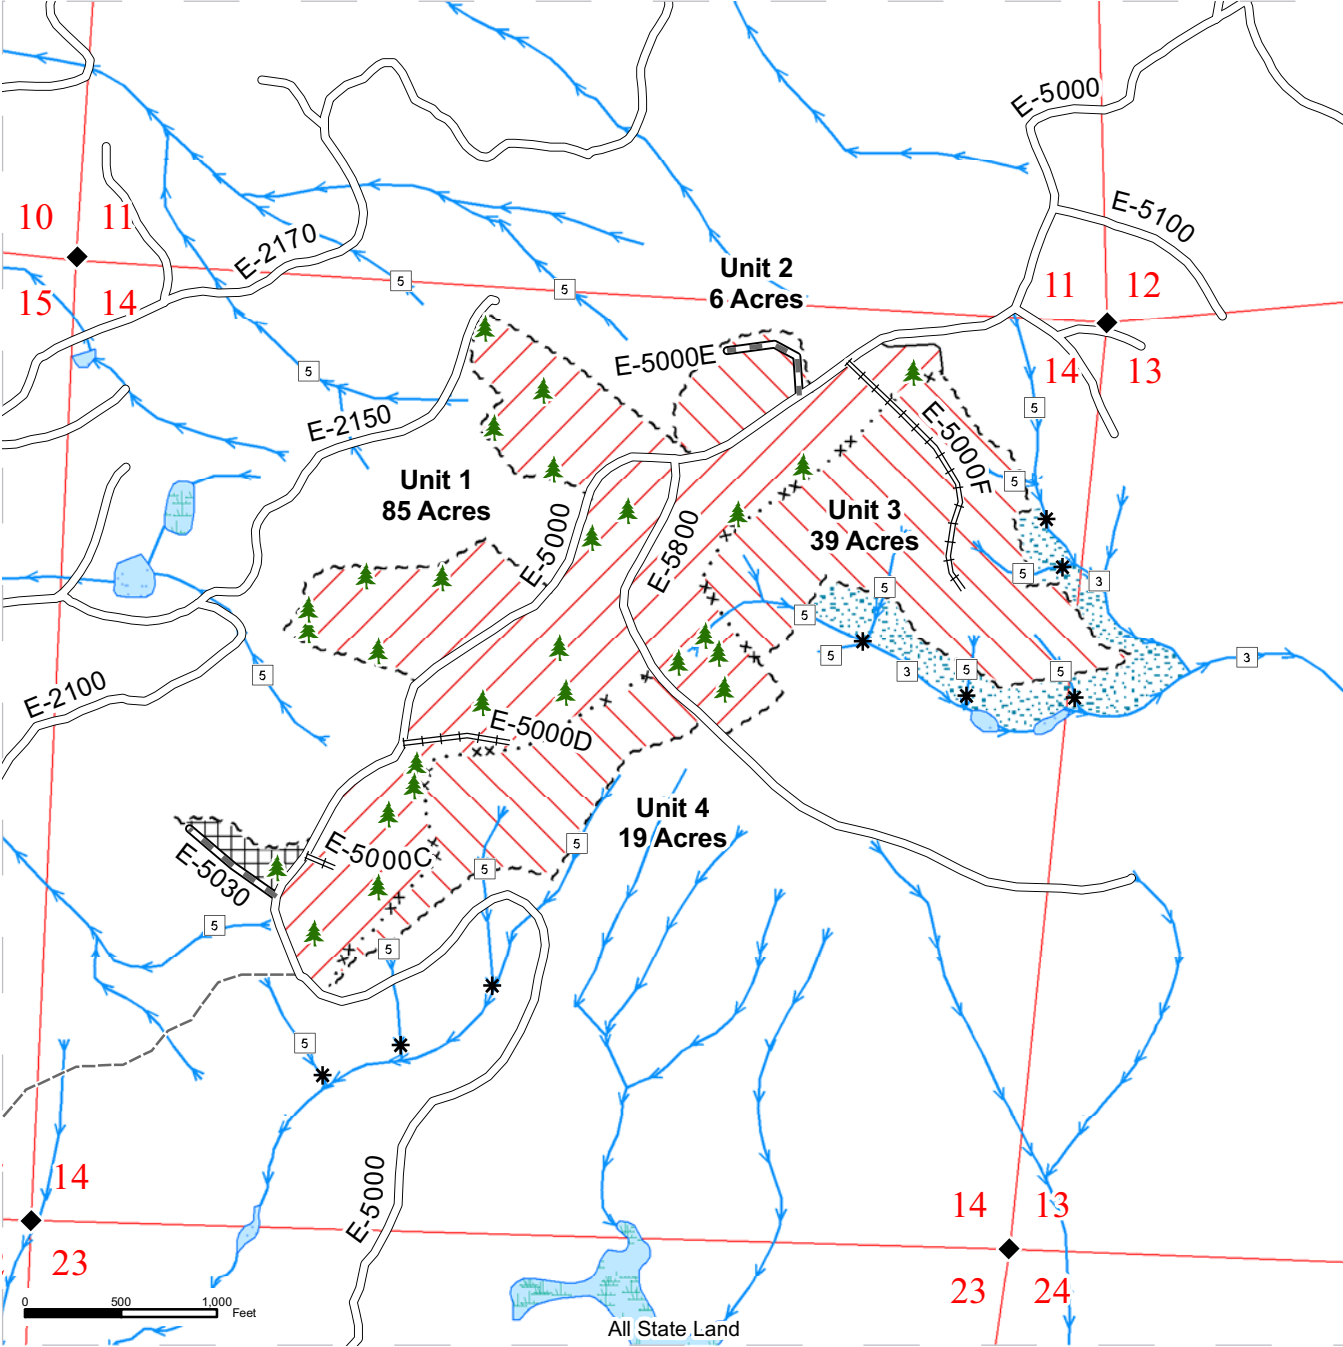 E-5000
10 11
E-5100
E-2170
Unit 2
6 Acres
5
5
11 12
15 14
E-5000E
14 13
5
5
E-2150
E-5000F
Unit 1
85 Acres
5
Unit 3
39 Acres
E-5000
E-5800
5
3
5
5
5
3
5
5
3
5
E-2100
E-5000D
Unit 4
19 Acres
5
E-5000C
5
E-5030
5
5
5
14
E-5000
14 13
23
23 24
0 500 1,000
Feet
All State Land